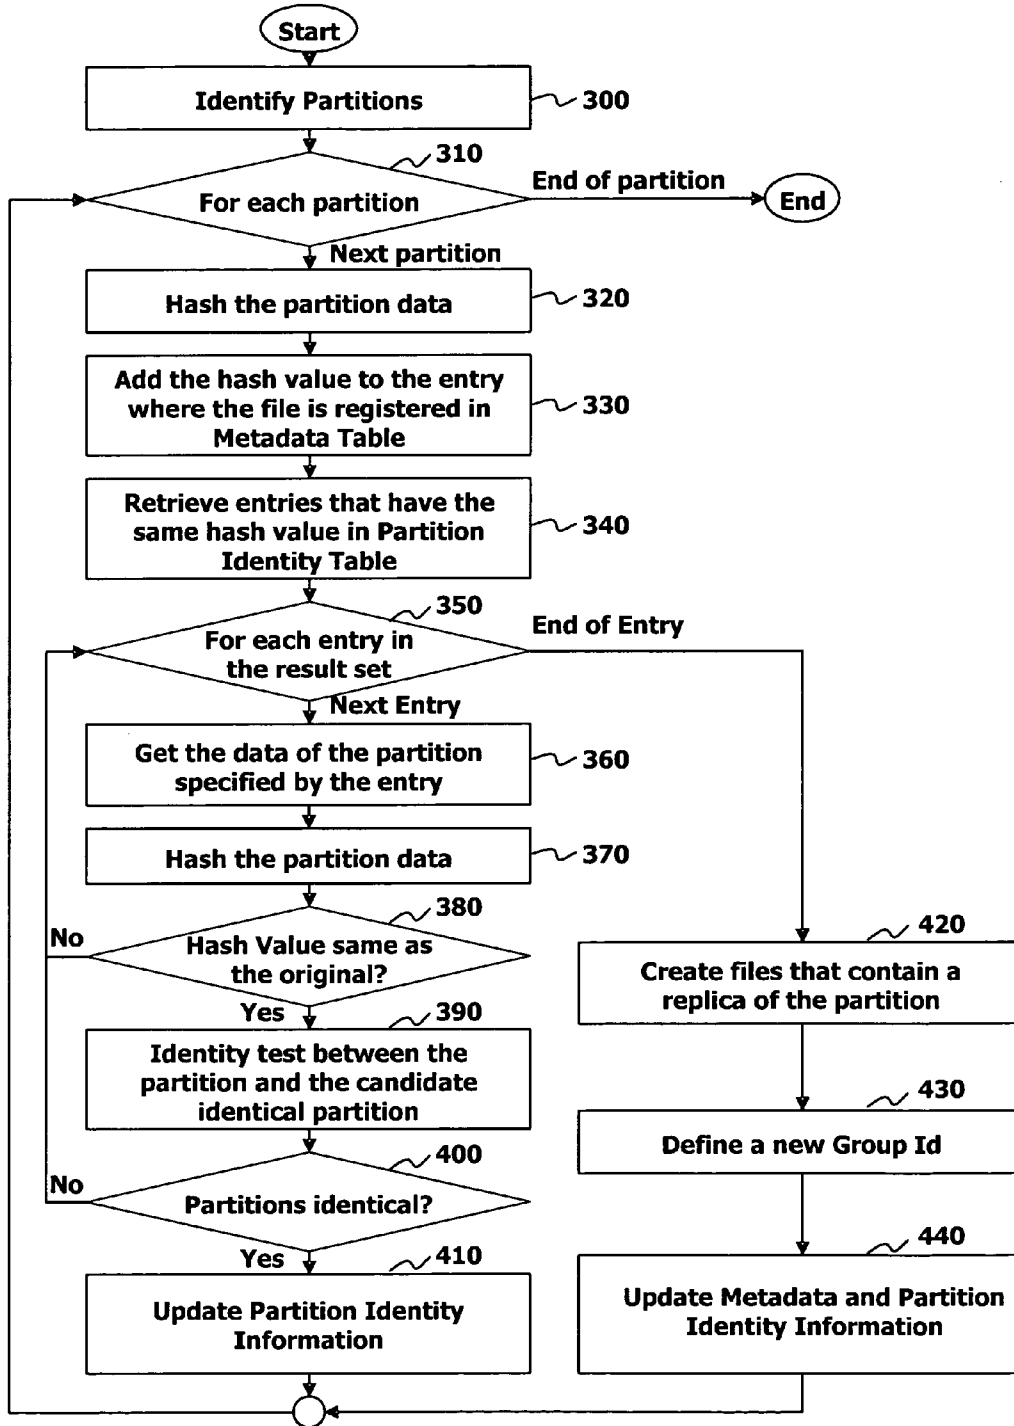 Start
Identify Partitions
300
310
For each partition
End of partition
End
Next partition
Hash the partition data
320
Add the hash value to the entry
where the file is registered in
Metadata Table
330
Retrieve entries that have the
same hash value in Partition
Identity Table
340
350
For each entry in
the result set
End of Entry
Next Entry
Get the data of the partition
specified by the entry
360
Hash the partition data
370
380
Hash Value same as
the original?
No
Yes
390
Identity test between the
partition and the candidate
identical partition
400
Partitions identical?
No
Yes
410
Update Partition Identity
Information
420
Create files that contain a
replica of the partition
430
Define a new Group Id
440
Update Metadata and Partition
Identity Information